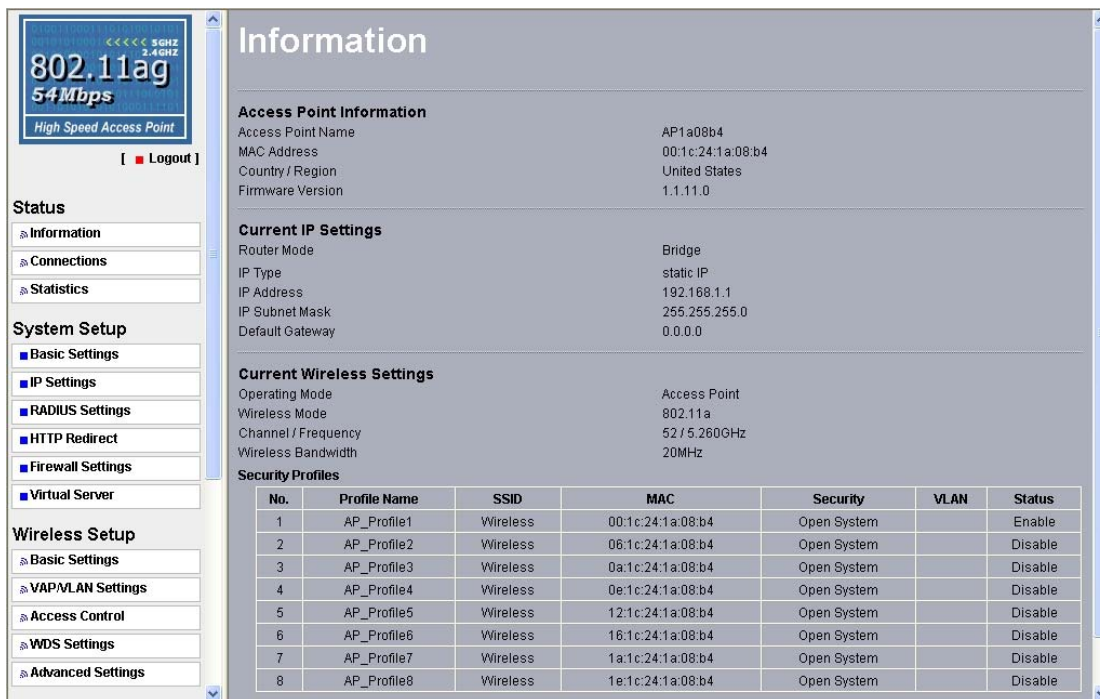 <<<<< 5GHZ
2.4GHZ
802.11ag
54Mbps
High Speed Access Point
[ Logout ]
Status
Information
Connections
Statistics
System Setup
Basic Settings
IP Settings
RADIUS Settings
HTTP Redirect
Firewall Settings
Virtual Server
Wireless Setup
Basic Settings
VAP/VLAN Settings
Access Control
WDS Settings
Advanced Settings
Information
Access Point Information
Access Point Name AP1a08b4
MAC Address 00:1c:24:1a:08:b4
Country / Region United States
Firmware Version 1.1.11.0
Current IP Settings
Router Mode Bridge
IP Type static IP
IP Address 192.168.1.1
IP Subnet Mask 255.255.255.0
Default Gateway 0.0.0.0
Current Wireless Settings
Operating Mode Access Point
Wireless Mode 802.11a
Channel / Frequency 52 / 5.260GHz
Wireless Bandwidth 20MHz
Security Profiles
No. Profile Name SSID MAC Security VLAN Status
1 AP_Profile1 Wireless 00:1c:24:1a:08:b4 Open System Enable
2 AP_Profile2 Wireless 06:1c:24:1a:08:b4 Open System Disable
3 AP_Profile3 Wireless 0a:1c:24:1a:08:b4 Open System Disable
4 AP_Profile4 Wireless 0e:1c:24:1a:08:b4 Open System Disable
5 AP_Profile5 Wireless 12:1c:24:1a:08:b4 Open System Disable
6 AP_Profile6 Wireless 16:1c:24:1a:08:b4 Open System Disable
7 AP_Profile7 Wireless 1a:1c:24:1a:08:b4 Open System Disable
8 AP_Profile8 Wireless 1e:1c:24:1a:08:b4 Open System Disable